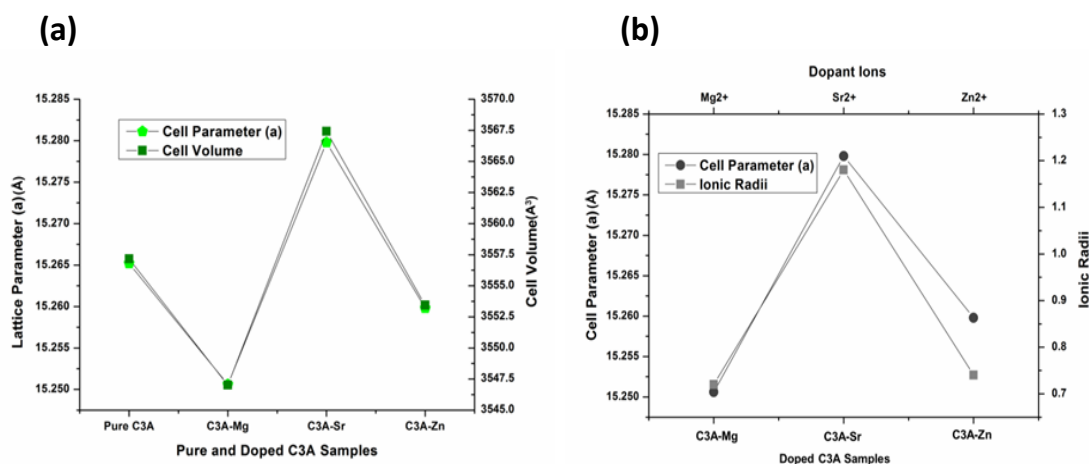 (a)
15.285
15.280
15.275
15.270
15.265
15.260
15.255
15.250
Lattice Parameter (a)(Å)
Cell Parameter (a)
Cell Volume
3570.0
3567.5
3565.0
3562.5
3560.0
3557.5
3555.0
3552.5
3550.0
3547.5
3545.0
Cell Volume(A³)
Pure C3A C3A-Mg C3A-Sr C3A-Zn
Pure and Doped C3A Samples
(b)
Dopant Ions
Mg2+ Sr2+ Zn2+
15.285
15.280
15.275
15.270
15.265
15.260
15.255
15.250
Cell Parameter (a)(Å)
Cell Parameter (a)
Ionic Radii
1.3
1.2
1.1
1.0
0.9
0.8
0.7
Ionic Radii
C3A-Mg C3A-Sr C3A-Zn
Doped C3A Samples